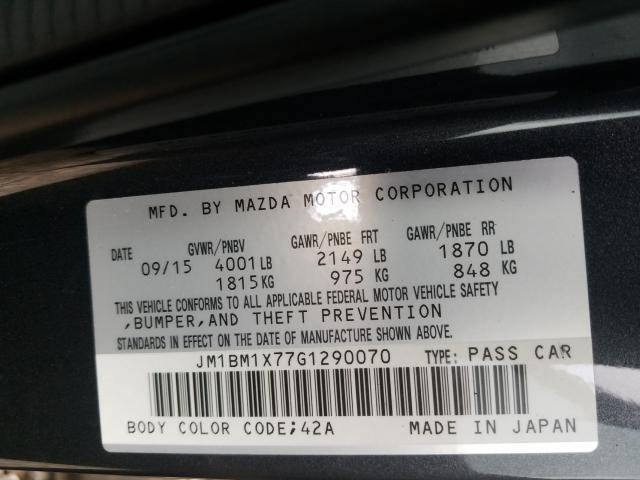 MFD. BY MAZDA MOTOR CORPORATION
DATE GVWR/PNBV GAWR/PNBE FRT GAWR/PNBE RR
09/15 4001 LB 2149 LB 1870 LB
1815 KG 975 KG 848 KG
THIS VEHICLE CONFORMS TO ALL APPLICABLE FEDERAL MOTOR VEHICLE SAFETY
,BUMPER,AND THEFT PREVENTION
STANDARDS IN EFFECT ON THE DATE OF MANUFACTURE SHOWN ABOVE.
JM1BM1X77G1290070 TYPE: PASS CAR
BODY COLOR CODE;42A MADE IN JAPAN